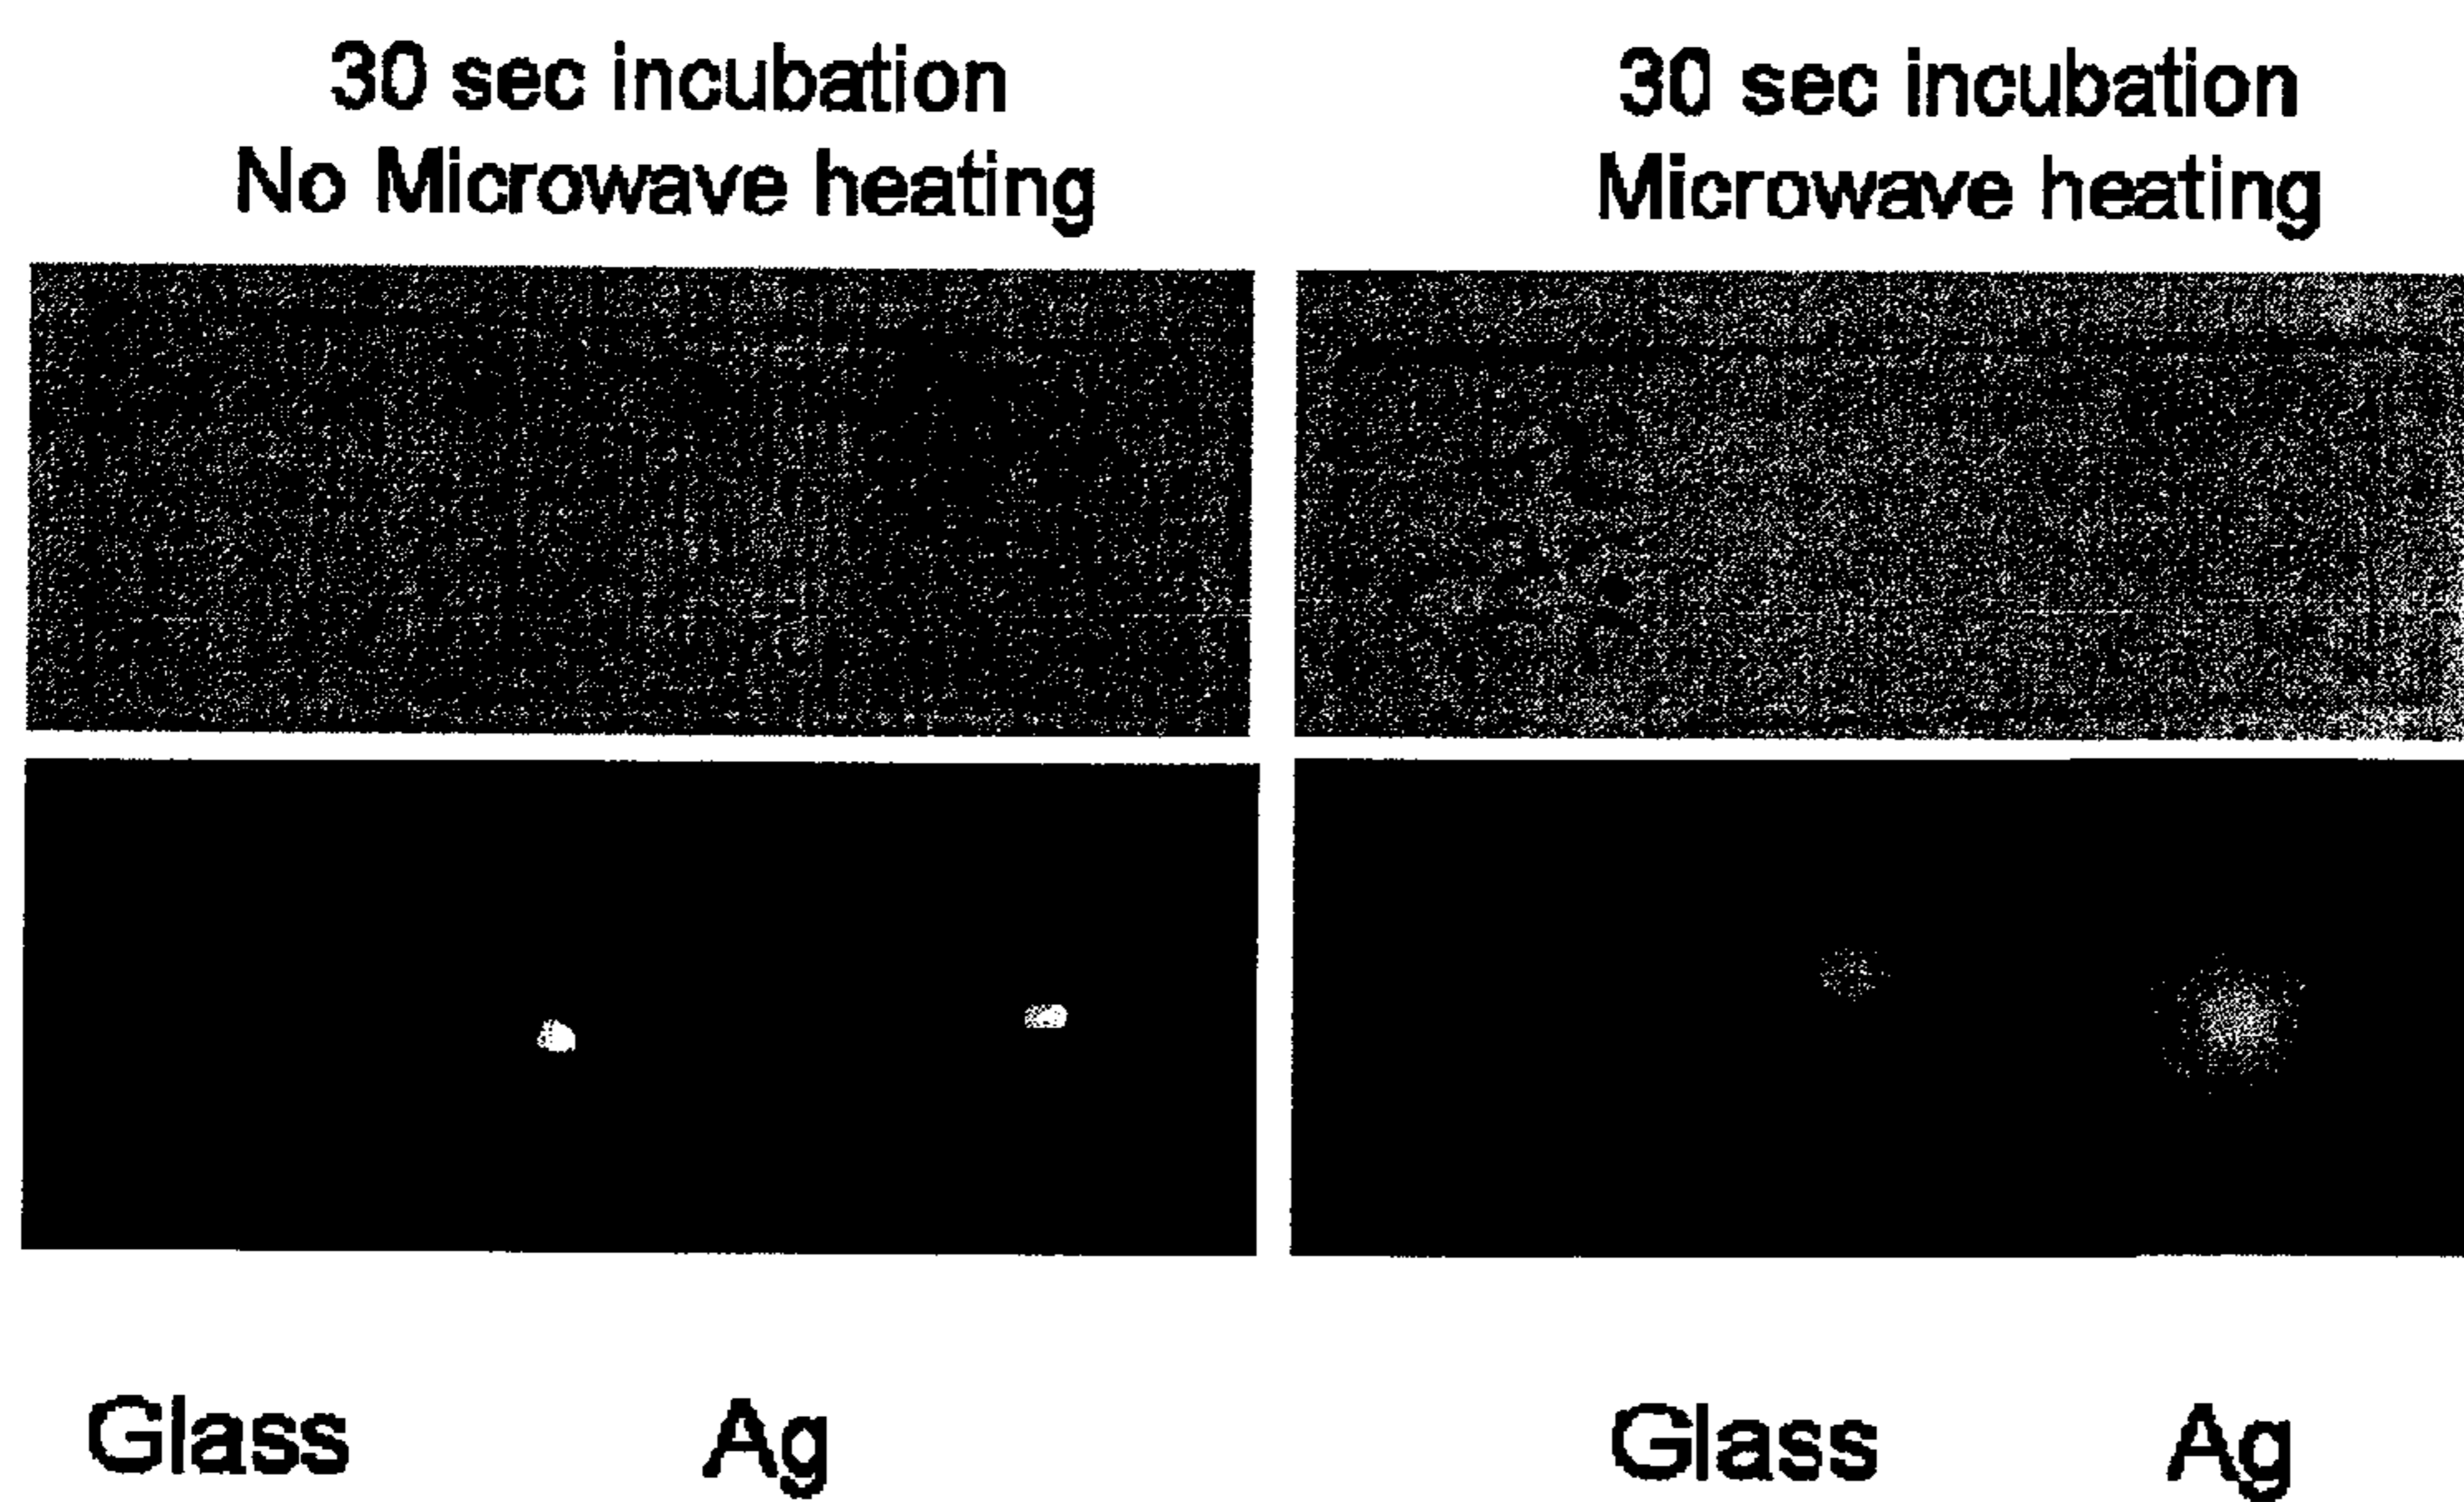 30 sec incubation
No Microwave heating
30 sec incubation
Microwave heating
Glass Ag
Glass Ag